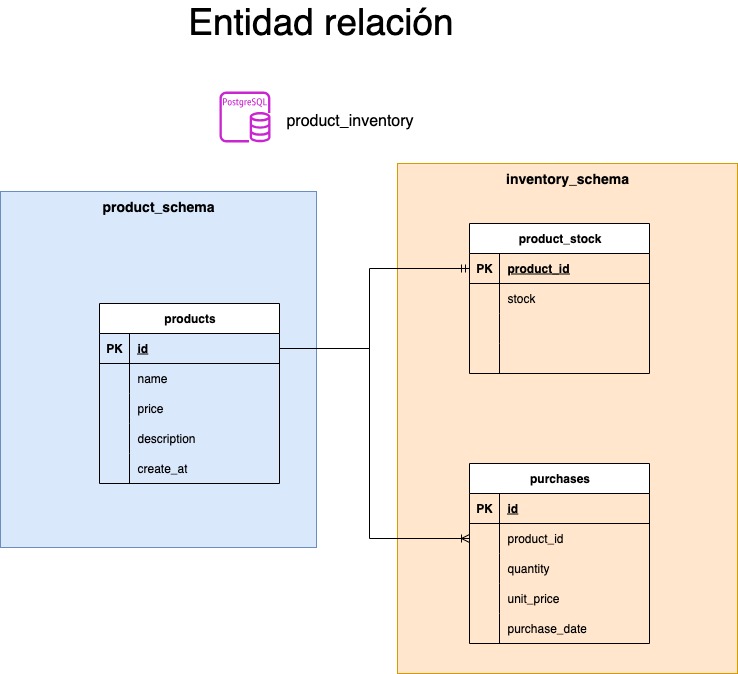 Entidad relación
PostgreSQL
product_inventory
product_schema
products
PK id
name
price
description
create_at
inventory_schema
product_stock
PK product_id
stock
purchases
PK id
product_id
quantity
unit_price
purchase_date